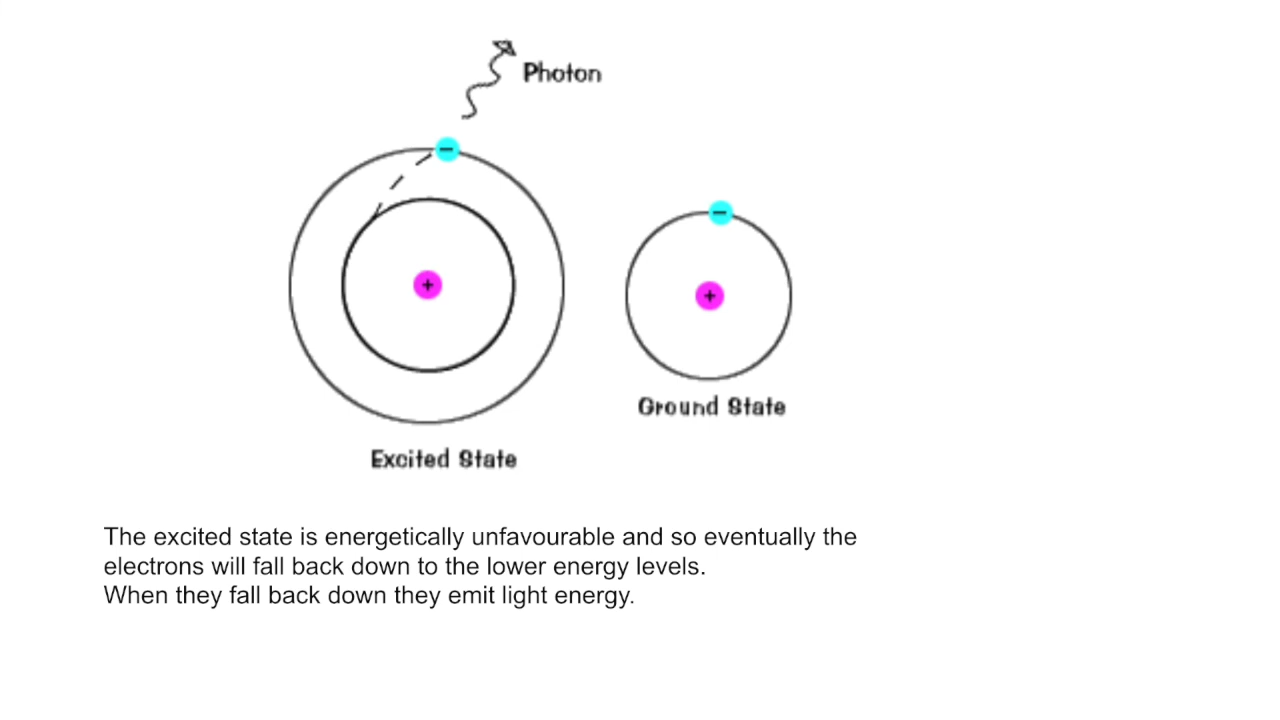 Photon
−
−
+
+
Ground State
Excited State
The excited state is energetically unfavourable and so eventually the
electrons will fall back down to the lower energy levels.
When they fall back down they emit light energy.